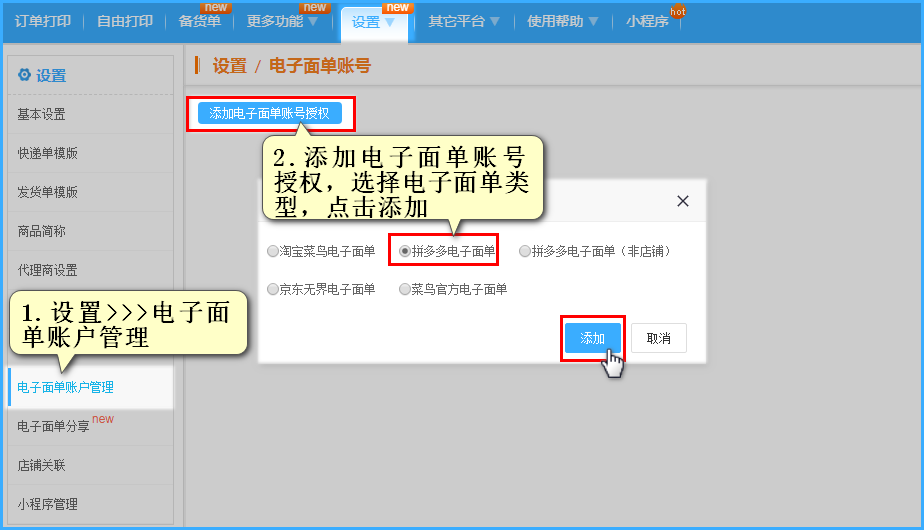 new new new hot
订单打印 自由打印 备货单 更多功能 设置 其它平台 使用帮助 小程序
设置
设置 / 电子面单账号
基本设置
添加电子面单账号授权
快递单模版
2.添加电子面单账号
授权，选择电子面单类
型，点击添加
发货单模版
商品简称
淘宝菜鸟电子面单 拼多多电子面单 拼多多电子面单（非店铺）
代理商设置
京东无界电子面单 菜鸟官方电子面单
1.设置>>>电子面
单账户管理
添加 取消
电子面单账户管理
电子面单分享 new
店铺关联
小程序管理